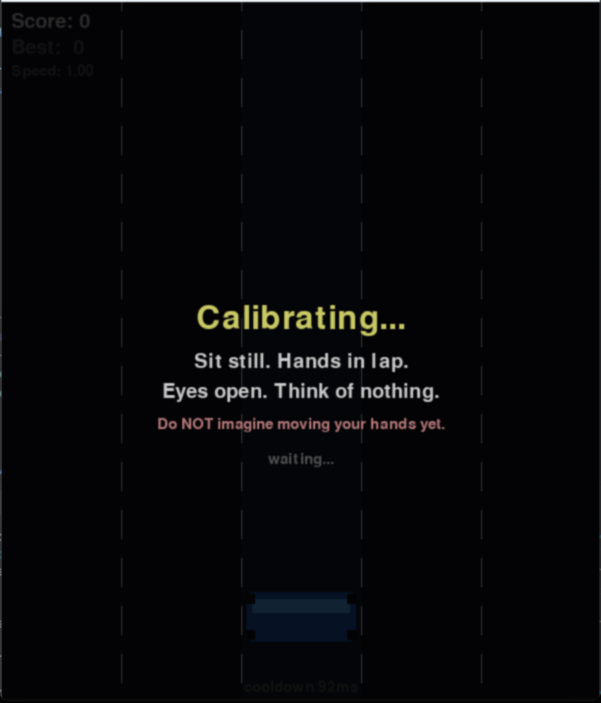 Score: 0
Best: 0
Speed: 1.00
Calibrating...
Sit still. Hands in lap.
Eyes open. Think of nothing.
Do NOT imagine moving your hands yet.
waiting...
cooldown 92ms